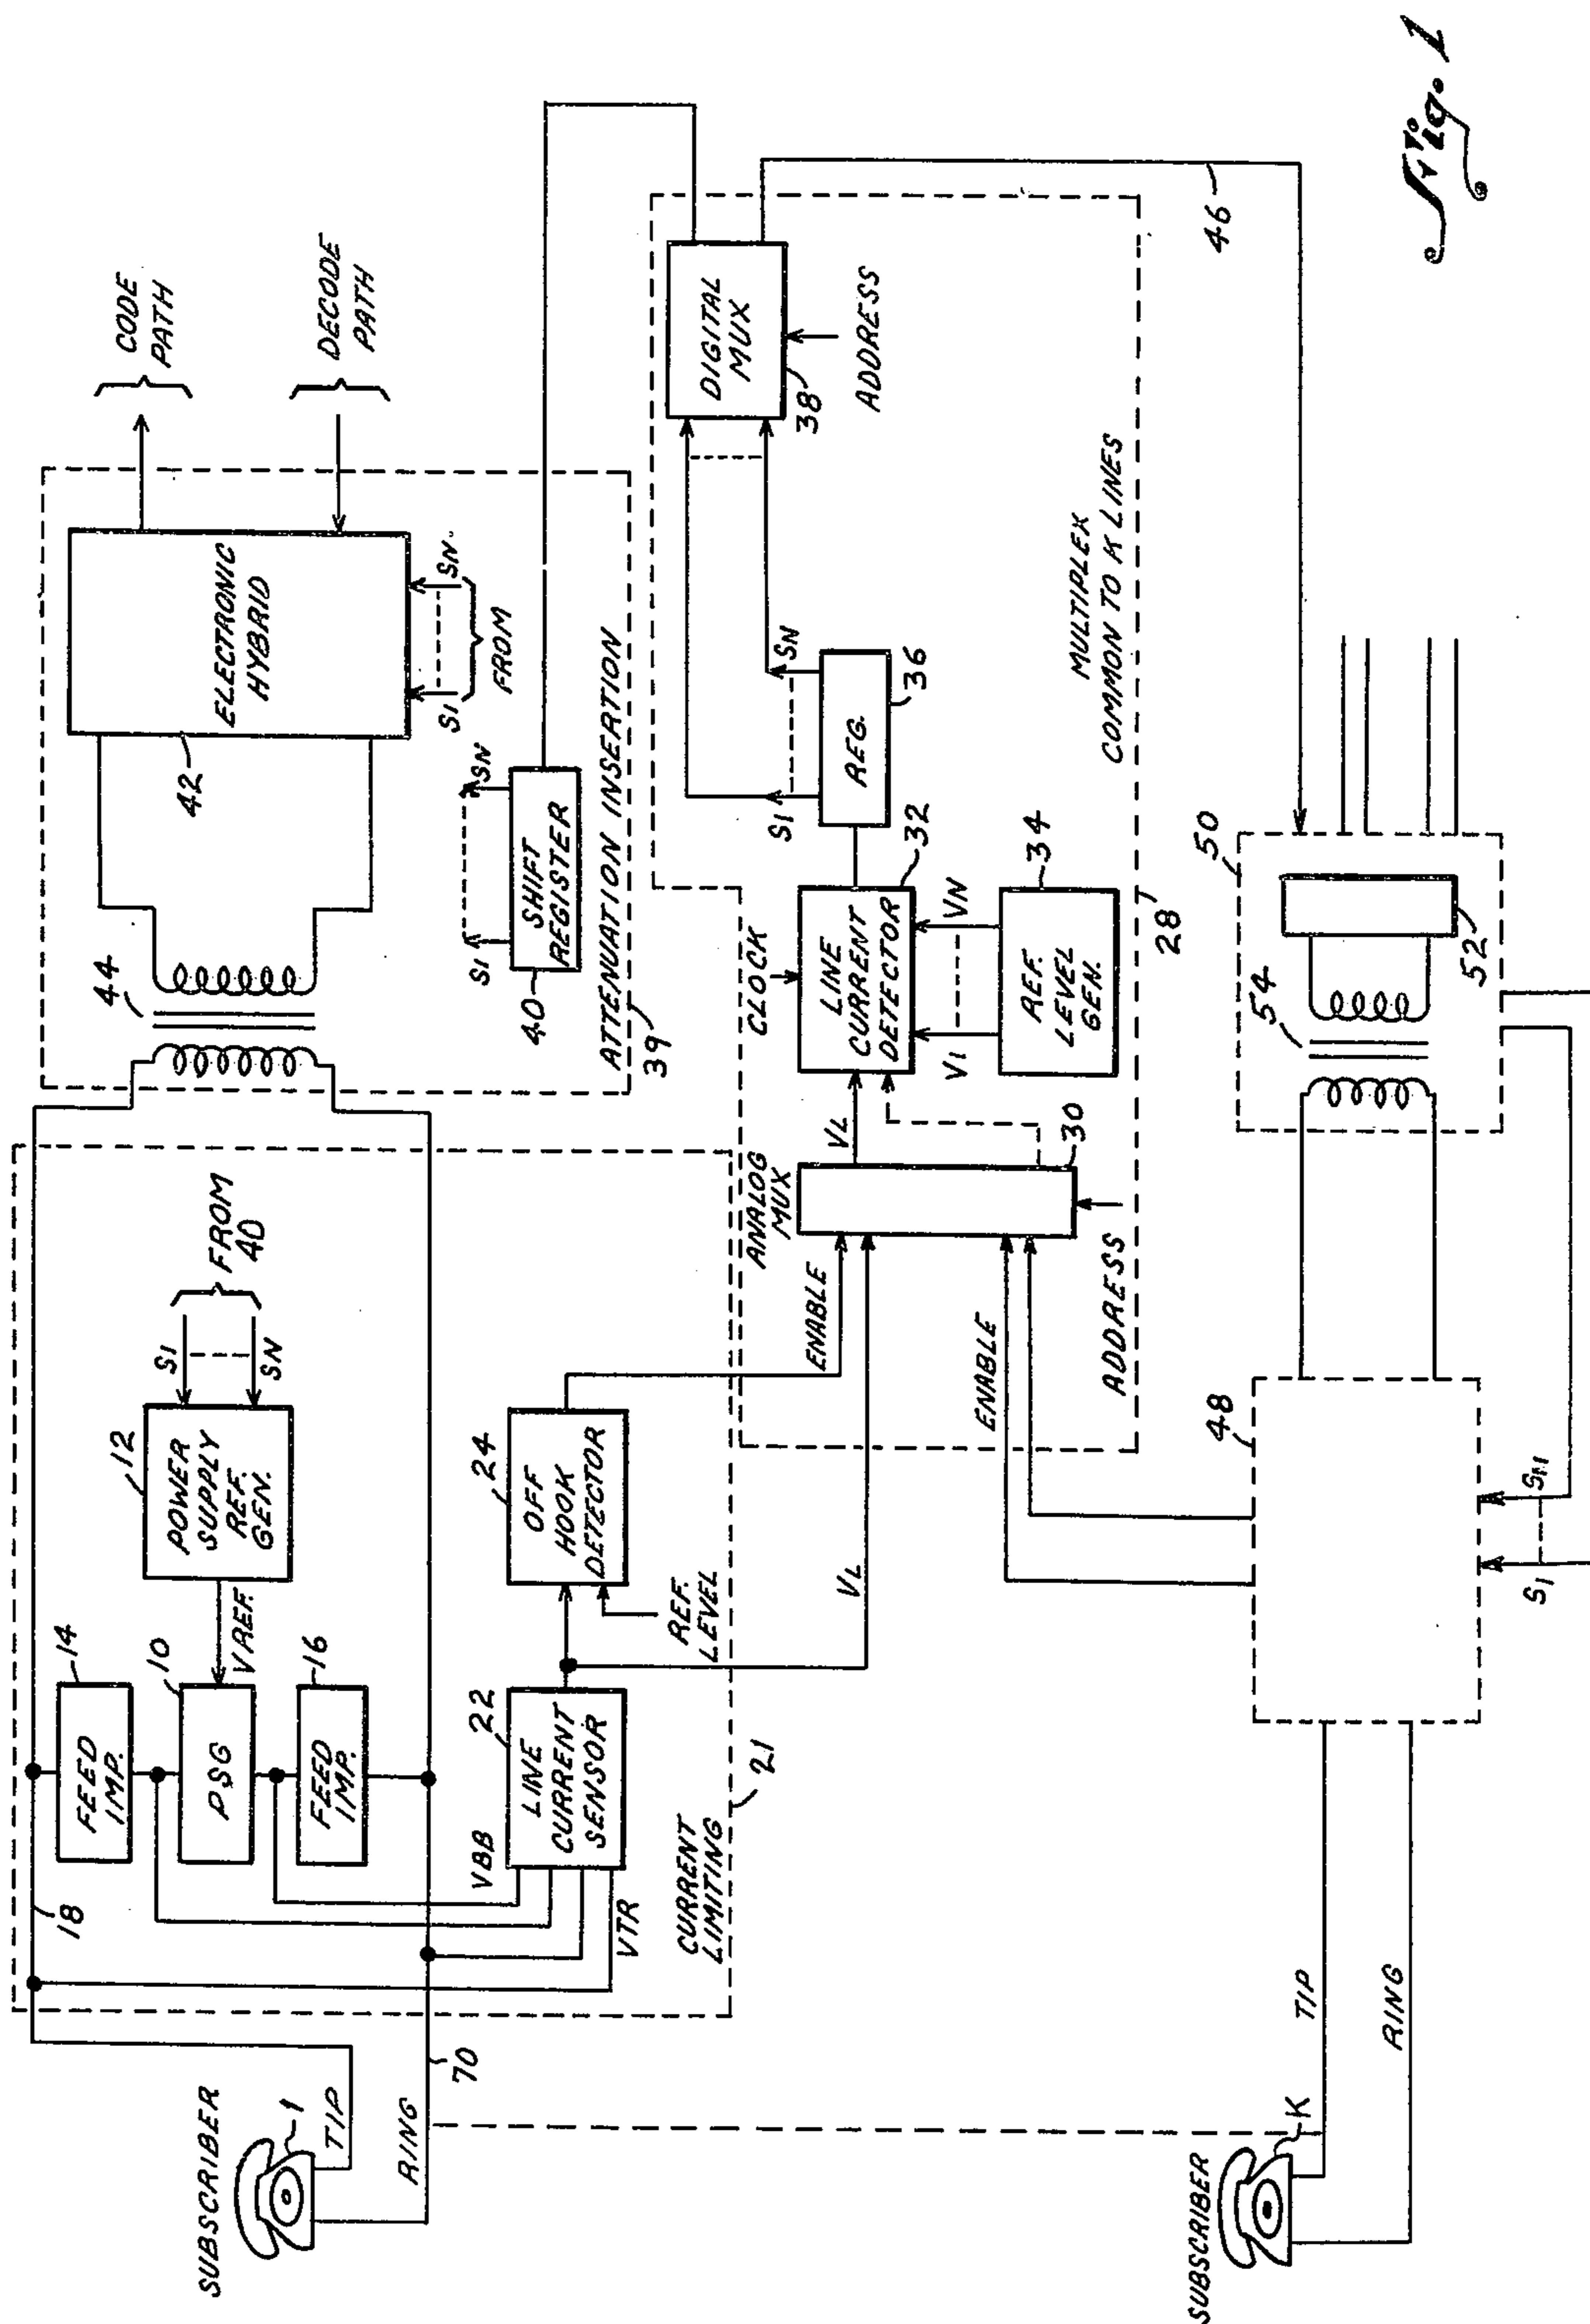 SUBSCRIBER
1
TIP
RING
70
18
FEED
IMP.
14
PSG
10
FEED
IMP.
16
VREF.
POWER
SUPPLY
REF.
GEN.
12
S1
SN
FROM
40
VBB
VTR
LINE
CURRENT
SENSOR
22
OFF
HOOK
DETECTOR
24
REF.
LEVEL
CURRENT
LIMITING
21
VL
ENABLE
44
42
ELECTRONIC
HYBRID
CODE
PATH
DECODE
PATH
S1
SN
FROM
S1
SN
SHIFT
REGISTER
40
ATTENUATION INSERTION
39
ANALOG
MUX
30
ENABLE
ADDRESS
VL
CLOCK
LINE
CURRENT
DETECTOR
32
V1
VN
REF.
LEVEL
GEN.
34
REG.
36
S1
SN
DIGITAL
MUX
38
ADDRESS
MULTIPLEX
COMMON TO K LINES
28
46
SUBSCRIBER
K
TIP
RING
48
S1
SM
50
54
52
Fig. 1